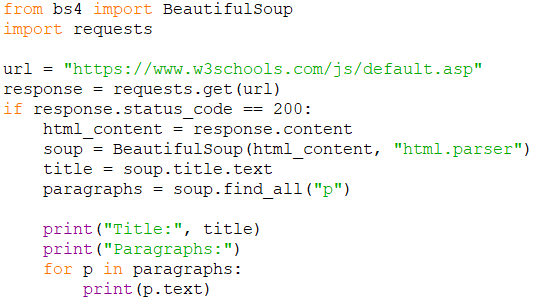 from bs4 import BeautifulSoup
import requests

url = "https://www.w3schools.com/js/default.asp"
response = requests.get(url)
if response.status_code == 200:
    html_content = response.content
    soup = BeautifulSoup(html_content, "html.parser")
    title = soup.title.text
    paragraphs = soup.find_all("p")

    print("Title:", title)
    print("Paragraphs:")
    for p in paragraphs:
        print(p.text)